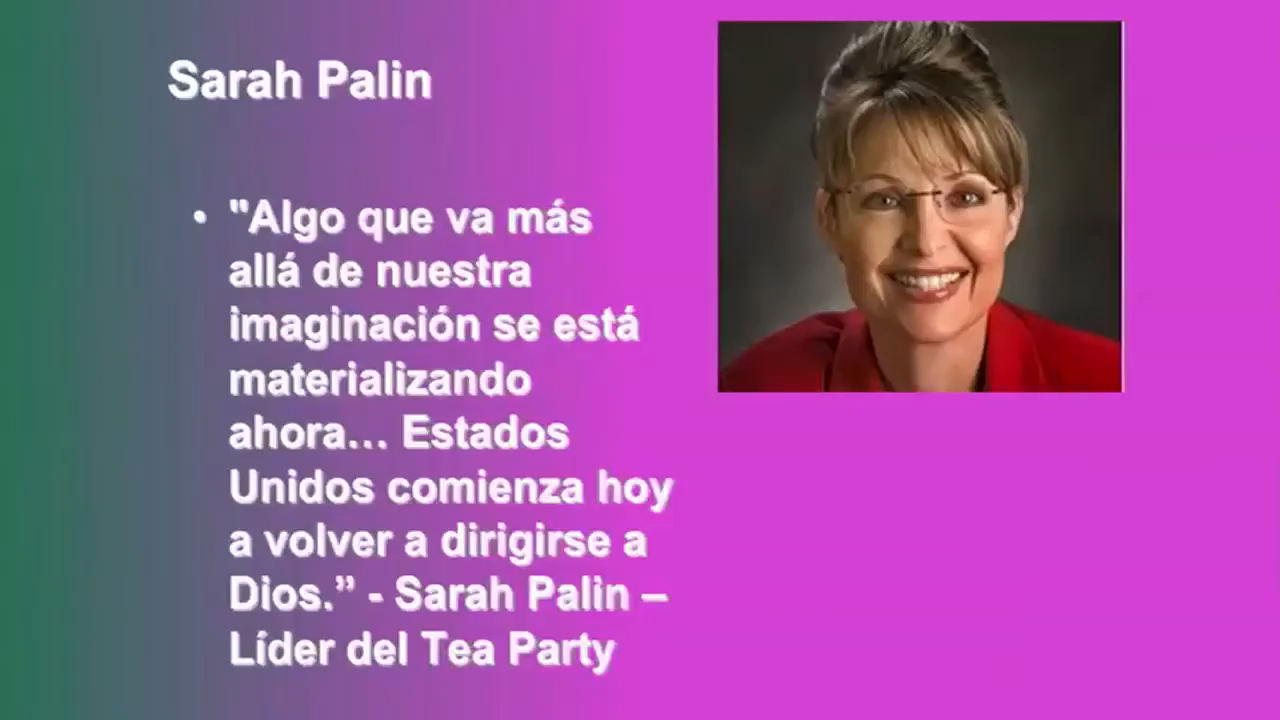 Sarah Palin
• "Algo que va más
allá de nuestra
imaginación se está
materializando
ahora… Estados
Unidos comienza hoy
a volver a dirigirse a
Dios.” - Sarah Palin –
Líder del Tea Party